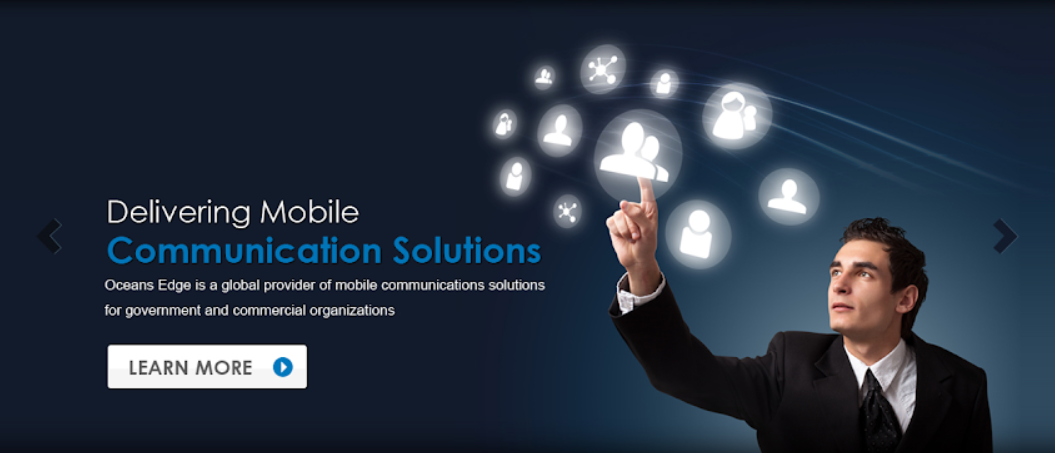 Delivering Mobile
Communication Solutions
Oceans Edge is a global provider of mobile communications solutions
for government and commercial organizations
LEARN MORE